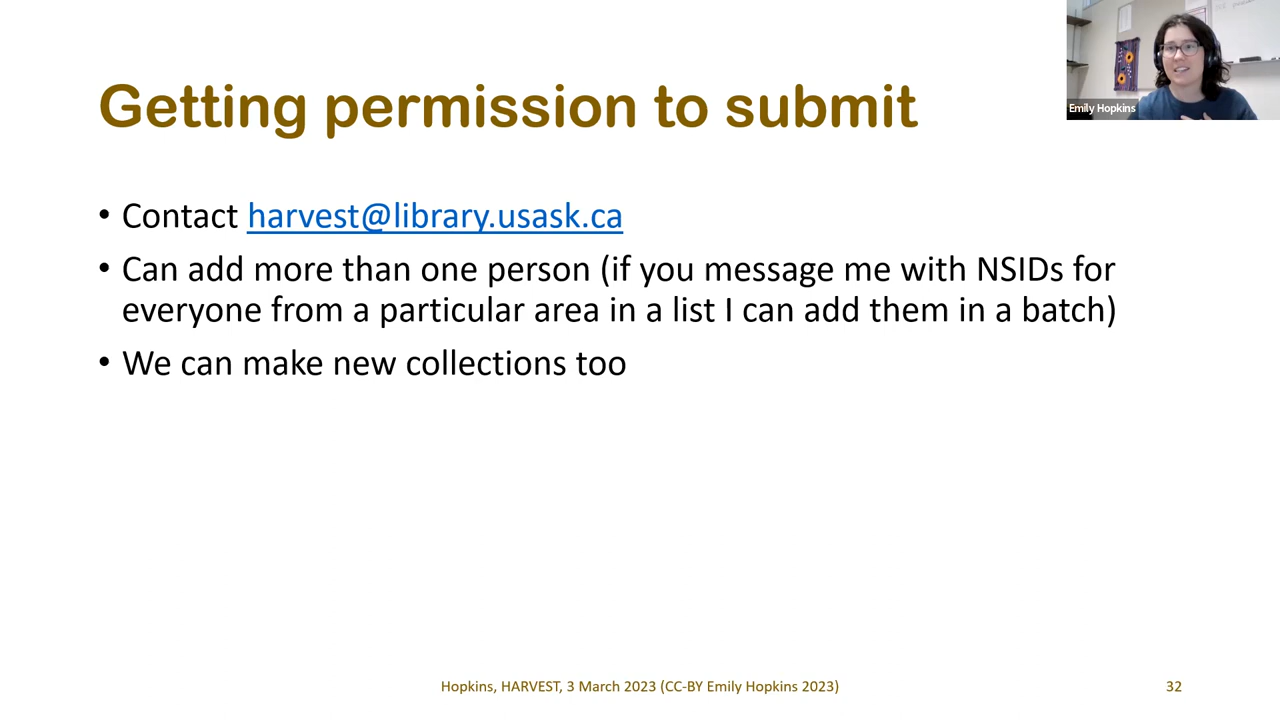 Getting permission to submit
Emily Hopkins
• Contact harvest@library.usask.ca
• Can add more than one person (if you message me with NSIDs for
everyone from a particular area in a list I can add them in a batch)
• We can make new collections too
Hopkins, HARVEST, 3 March 2023 (CC-BY Emily Hopkins 2023)
32